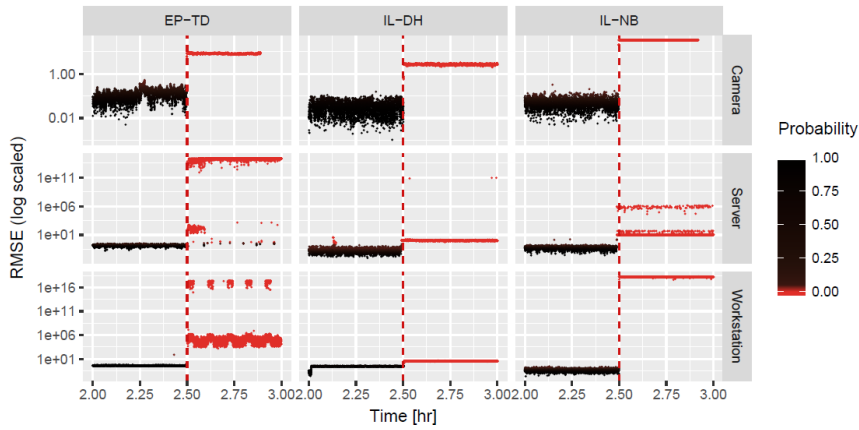 EP−TD IL−DH IL−NB
1.00
0.01
Camera
1e+11
1e+06
1e+01
Server
1e+16
1e+11
1e+06
1e+01
Workstation
RMSE (log scaled)
2.00 2.25 2.50 2.75 3.00 2.00 2.25 2.50 2.75 3.00 2.00 2.25 2.50 2.75 3.00
Time [hr]
Probability
1.00
0.75
0.50
0.25
0.00